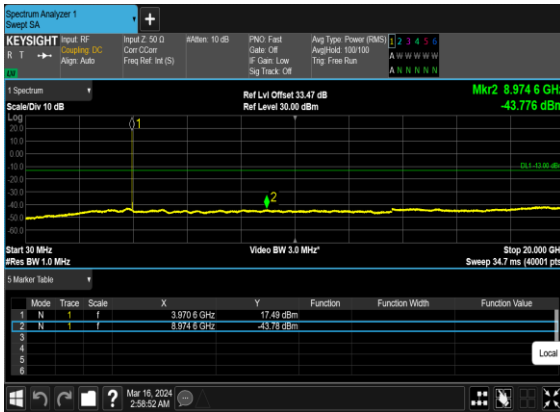 Spectrum Analyzer 1
Swept SA
KEYSIGHT Input: RF Input Z: 50 Ω #Atten: 10 dB PNO: Fast Avg Type: Power (RMS) 1 2 3 4 5 6
R T Coupling: DC Corr CCorr Gate: Off Avg|Hold: 100/100 A W W W W W
Align: Auto Freq Ref: Int (S) IF Gain: Low Trig: Free Run
Sig Track: Off A N N N N N
1 Spectrum Ref Lvl Offset 33.47 dB Mkr2 8.974 6 GHz
Scale/Div 10 dB Ref Level 30.00 dBm -43.776 dBm
Log
20.0
10.0
0.00
-10.0
-20.0
-30.0
-40.0
-50.0
-60.0
1
DL1 -13.00 dBm
2
Start 30 MHz Video BW 3.0 MHz* Stop 20.000 GHz
#Res BW 1.0 MHz Sweep 34.7 ms (40001 pts)
5 Marker Table
Mode Trace Scale X Y Function Function Width Function Value
1 N 1 f 3.970 6 GHz 17.49 dBm
2 N 1 f 8.974 6 GHz -43.78 dBm
3
4
5
6
Local
? Mar 16, 2024
2:58:52 AM